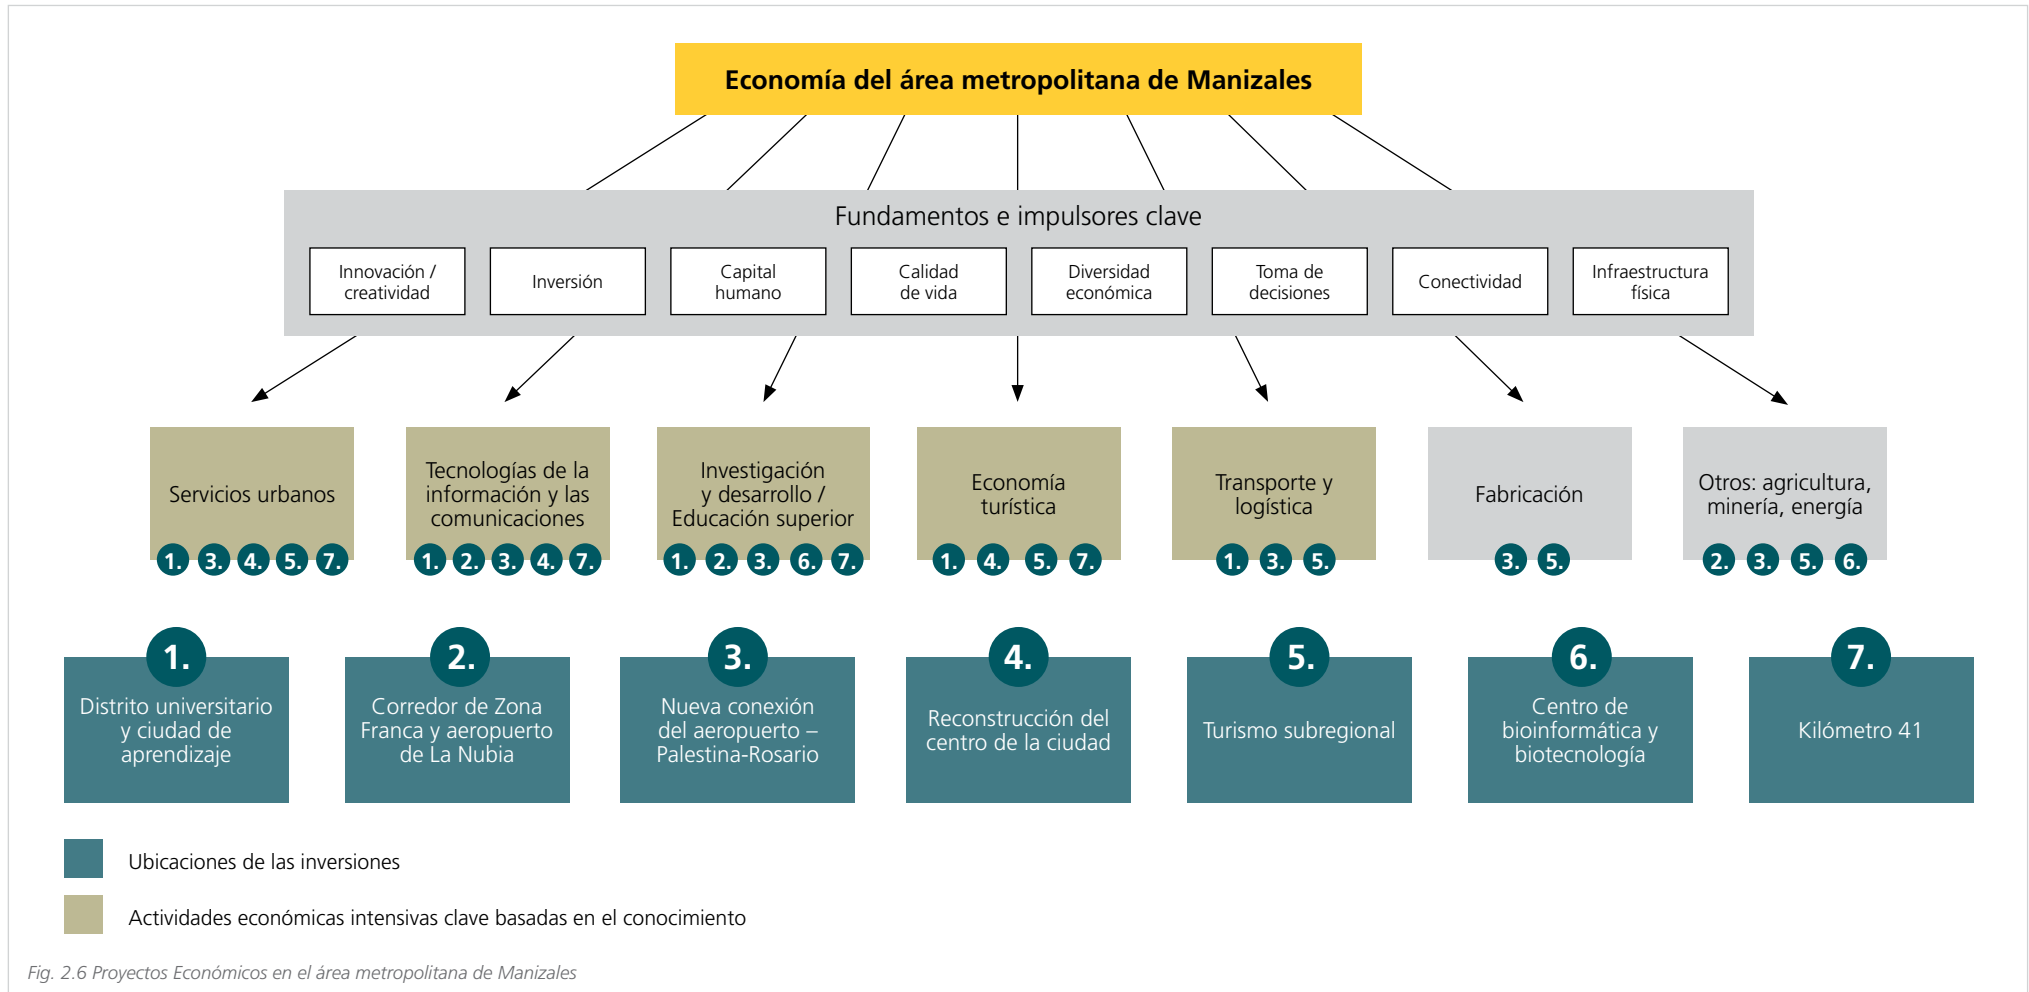 Economía del área metropolitana de Manizales
Fundamentos e impulsores clave
Innovación /
creatividad
Inversión
Capital
humano
Calidad
de vida
Diversidad
económica
Toma de
decisiones
Conectividad
Infraestructura
física
Servicios urbanos
1. 3. 4. 5. 7.
Tecnologías de la
información y las
comunicaciones
1. 2. 3. 4. 7.
Investigación
y desarrollo /
Educación superior
1. 2. 3. 6. 7.
Economía
turística
1. 4. 5. 7.
Transporte y
logística
1. 3. 5.
Fabricación
3. 5.
Otros: agricultura,
minería, energía
2. 3. 5. 6.
1.
Distrito universitario
y ciudad de
aprendizaje
2.
Corredor de Zona
Franca y aeropuerto
de La Nubia
3.
Nueva conexión
del aeropuerto –
Palestina-Rosario
4.
Reconstrucción del
centro de la ciudad
5.
Turismo subregional
6.
Centro de
bioinformática y
biotecnología
7.
Kilómetro 41
Ubicaciones de las inversiones
Actividades económicas intensivas clave basadas en el conocimiento
Fig. 2.6 Proyectos Económicos en el área metropolitana de Manizales